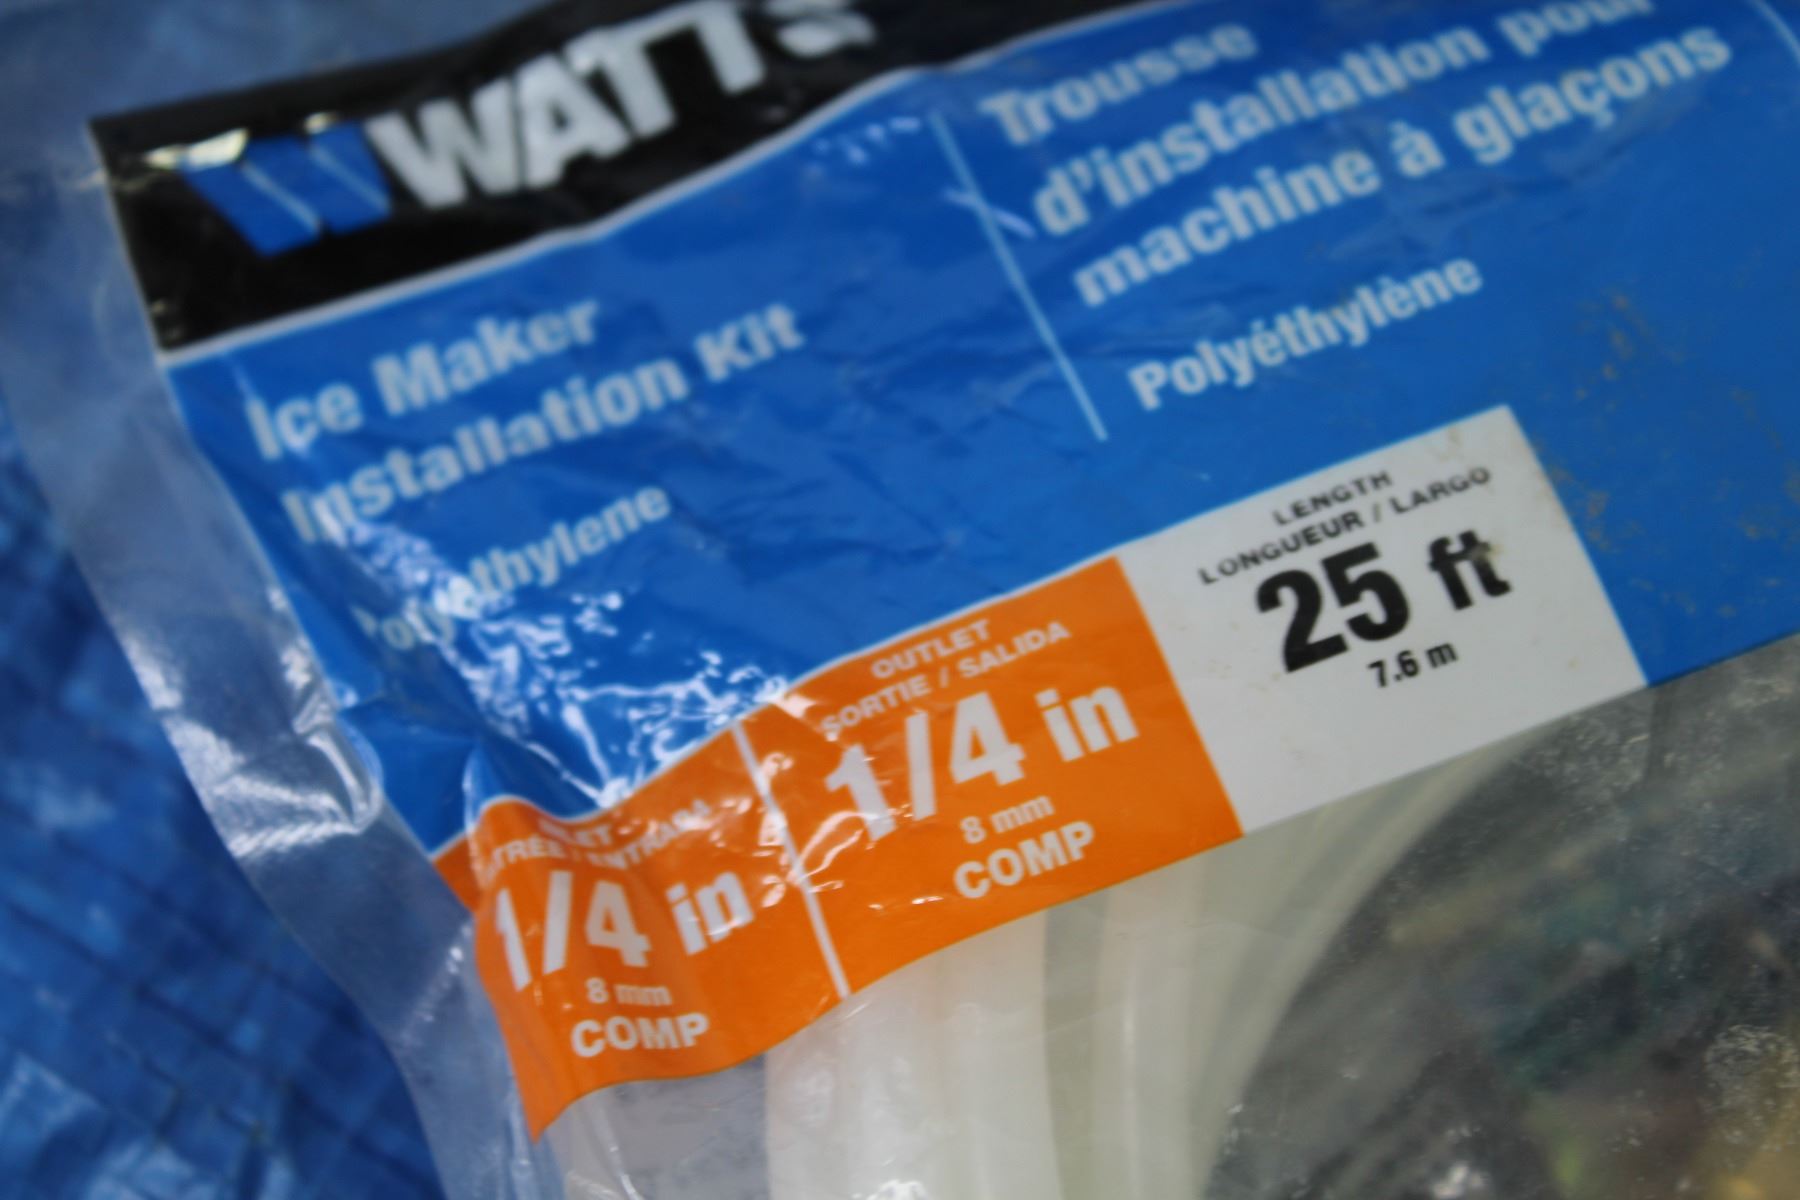 WATTS
Ice Maker
Installation Kit
Polyethylene
Trousse
d'installation pour
machine à glaçons
Polyéthylène
LENGTH
LONGUEUR / LARGO
25 ft
7.6 m
OUTLET
SORTIE / SALIDA
1/4 in
8 mm
COMP
1/4 in
8 mm
COMP